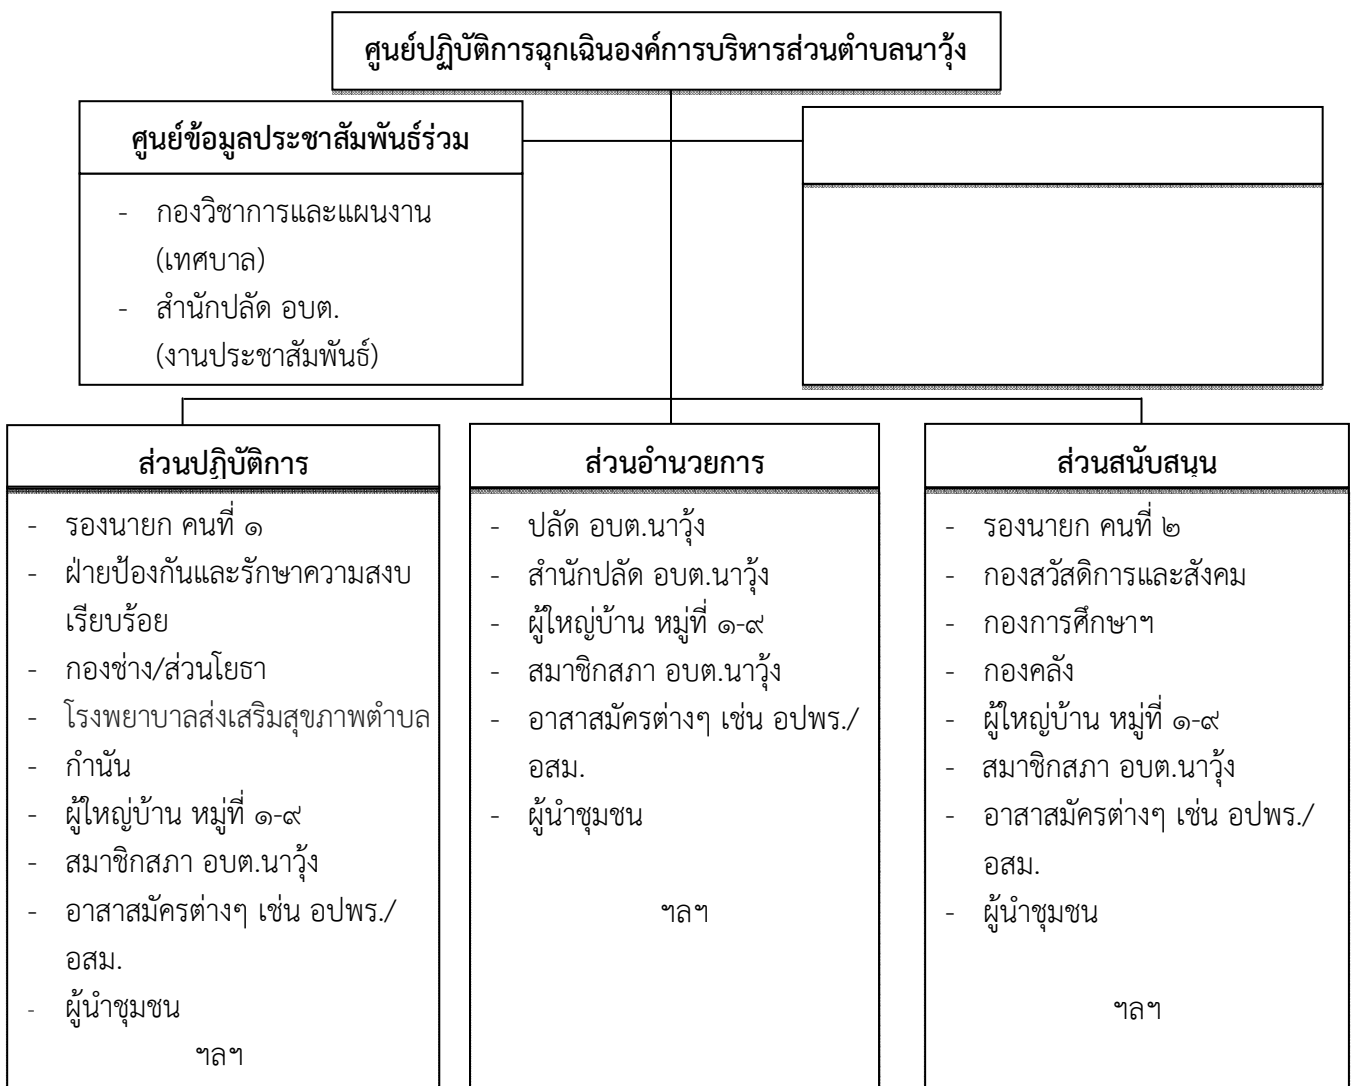 ศูนย์ปฏิบัติการฉุกเฉินองค์การบริหารส่วนตำบลนาวุ้ง
ศูนย์ข้อมูลประชาสัมพันธ์ร่วม
- กองวิชาการและแผนงาน
(เทศบาล)
- สำนักปลัด อบต.
(งานประชาสัมพันธ์)
ส่วนปฏิบัติการ
- รองนายก คนที่ ๑
- ฝ่ายป้องกันและรักษาความสงบ
เรียบร้อย
- กองช่าง/ส่วนโยธา
- โรงพยาบาลส่งเสริมสุขภาพตำบล
- กำนัน
- ผู้ใหญ่บ้าน หมู่ที่ ๑-๙
- สมาชิกสภา อบต.นาวุ้ง
- อาสาสมัครต่างๆ เช่น อปพร./
อสม.
- ผู้นำชุมชน
ฯลฯ
ส่วนอำนวยการ
- ปลัด อบต.นาวุ้ง
- สำนักปลัด อบต.นาวุ้ง
- ผู้ใหญ่บ้าน หมู่ที่ ๑-๙
- สมาชิกสภา อบต.นาวุ้ง
- อาสาสมัครต่างๆ เช่น อปพร./
อสม.
- ผู้นำชุมชน
ฯลฯ
ส่วนสนับสนุน
- รองนายก คนที่ ๒
- กองสวัสดิการและสังคม
- กองการศึกษาฯ
- กองคลัง
- ผู้ใหญ่บ้าน หมู่ที่ ๑-๙
- สมาชิกสภา อบต.นาวุ้ง
- อาสาสมัครต่างๆ เช่น อปพร./
อสม.
- ผู้นำชุมชน
ฯลฯ